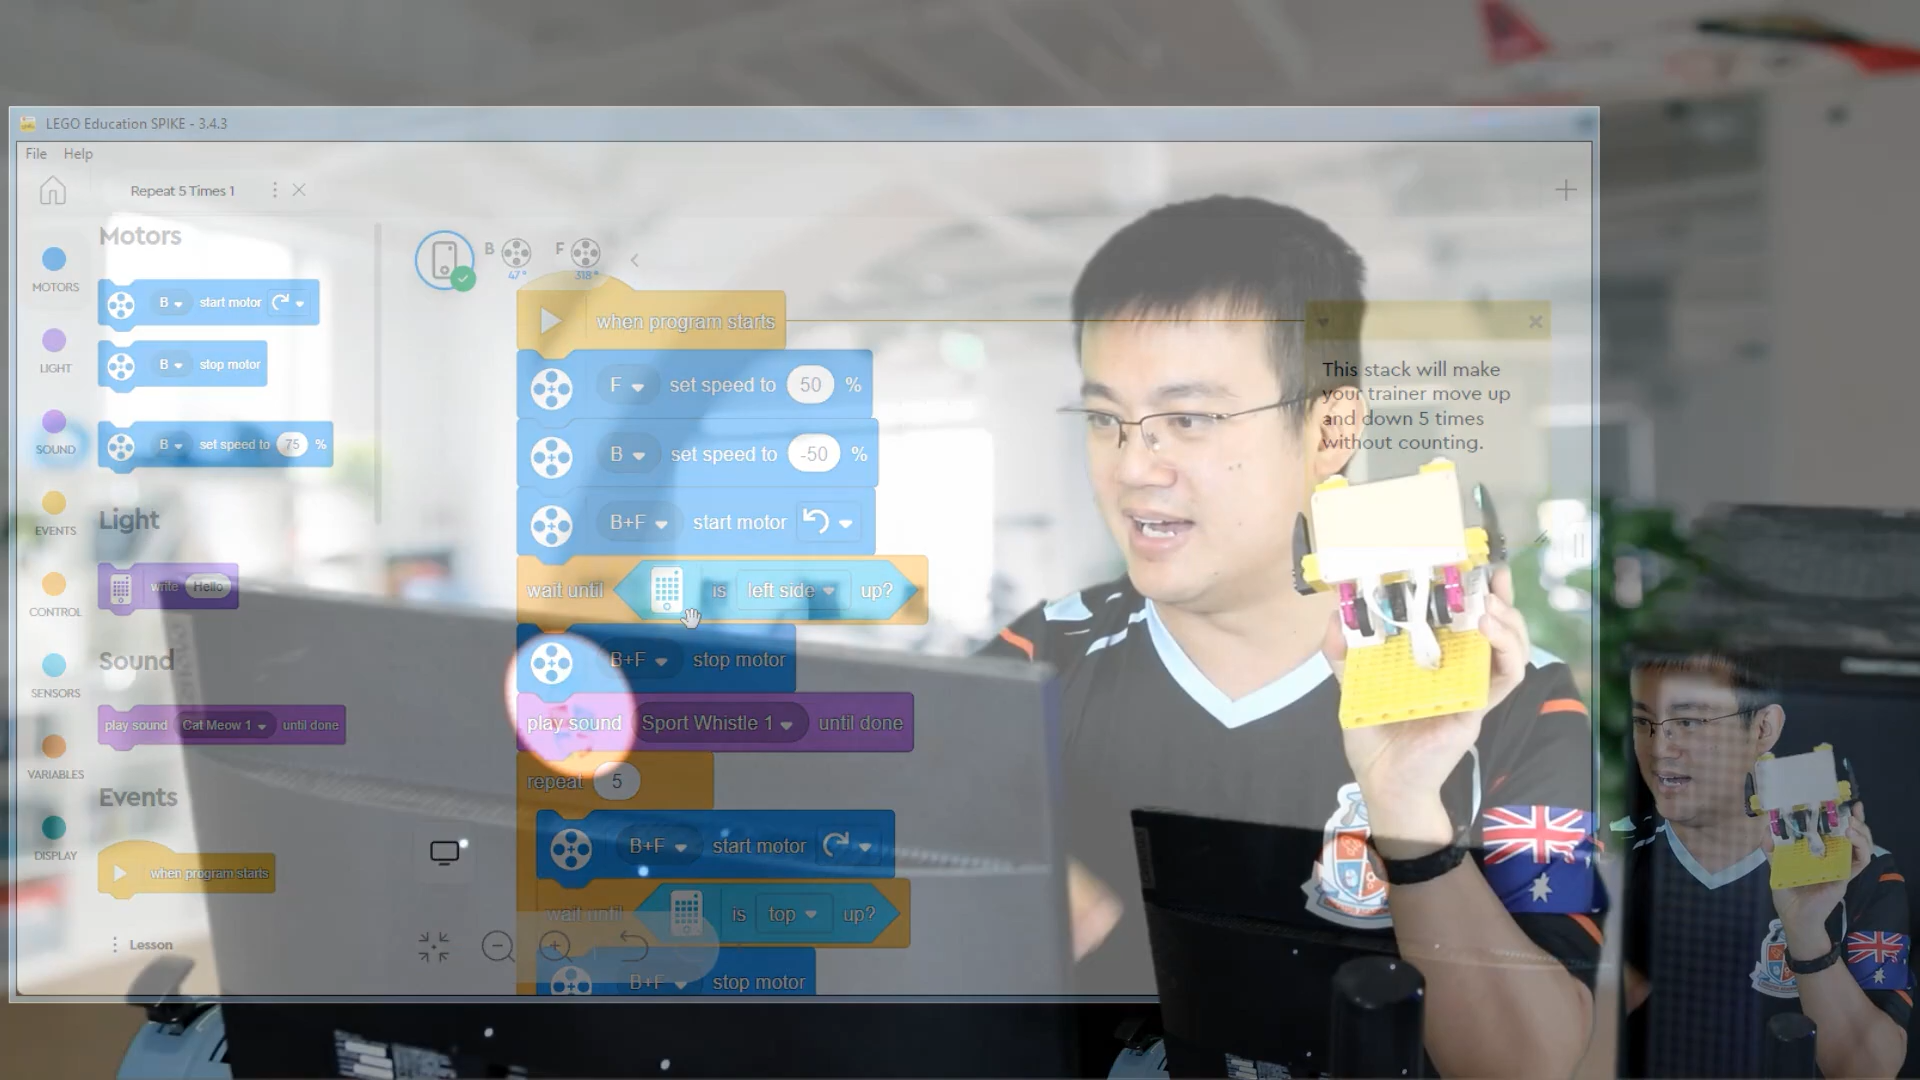 LEGO Education SPIKE - 3.4.3
File Help
Repeat 5 Times 1
MOTORS
LIGHT
SOUND
EVENTS
CONTROL
SENSORS
VARIABLES
DISPLAY
Motors
B start motor
B stop motor
B set speed to 75 %
Light
write Hello
Sound
play sound Cat Meow 1 until done
Events
when program starts
Lesson
B F
47° 318°
when program starts
F set speed to 50 %
B set speed to -50 %
B+F start motor
wait until is left side up?
B+F stop motor
play sound Sport Whistle 1 until done
repeat 5
B+F start motor
wait until is top up?
B+F stop motor
This stack will make
your trainer move up
and down 5 times
without counting.